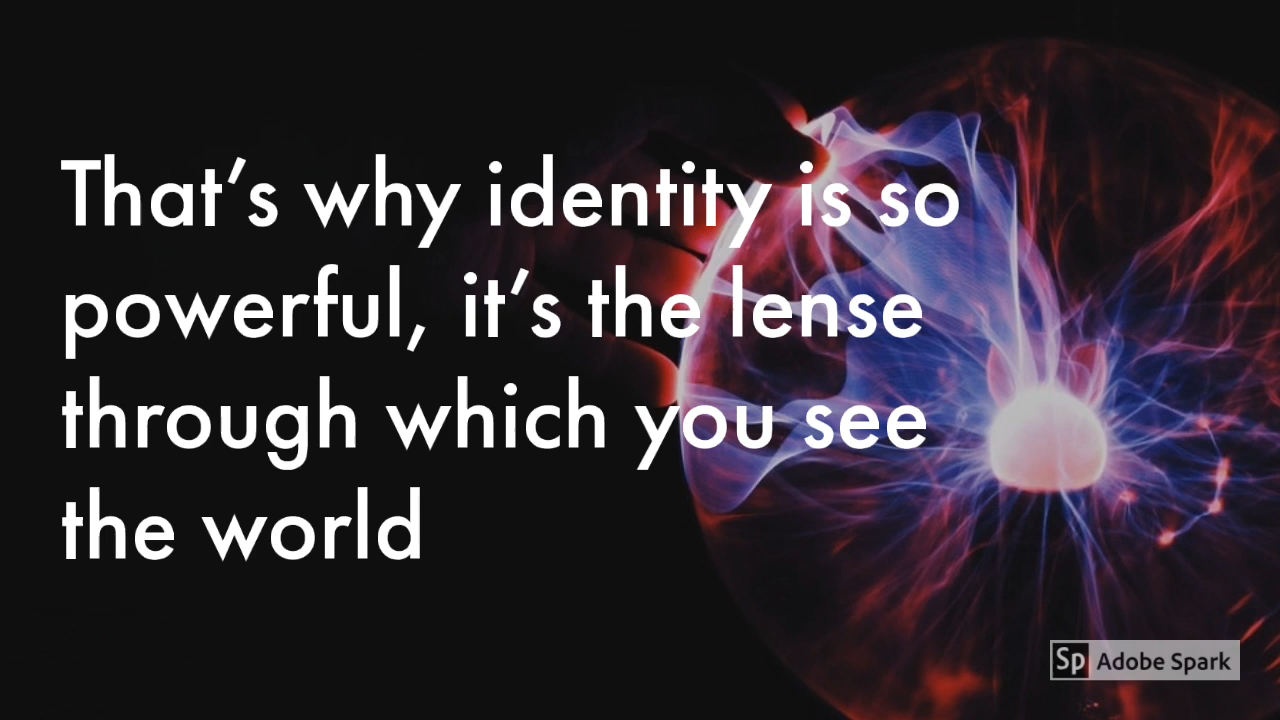 That’s why identity is so
powerful, it’s the lense
through which you see
the world
Sp Adobe Spark